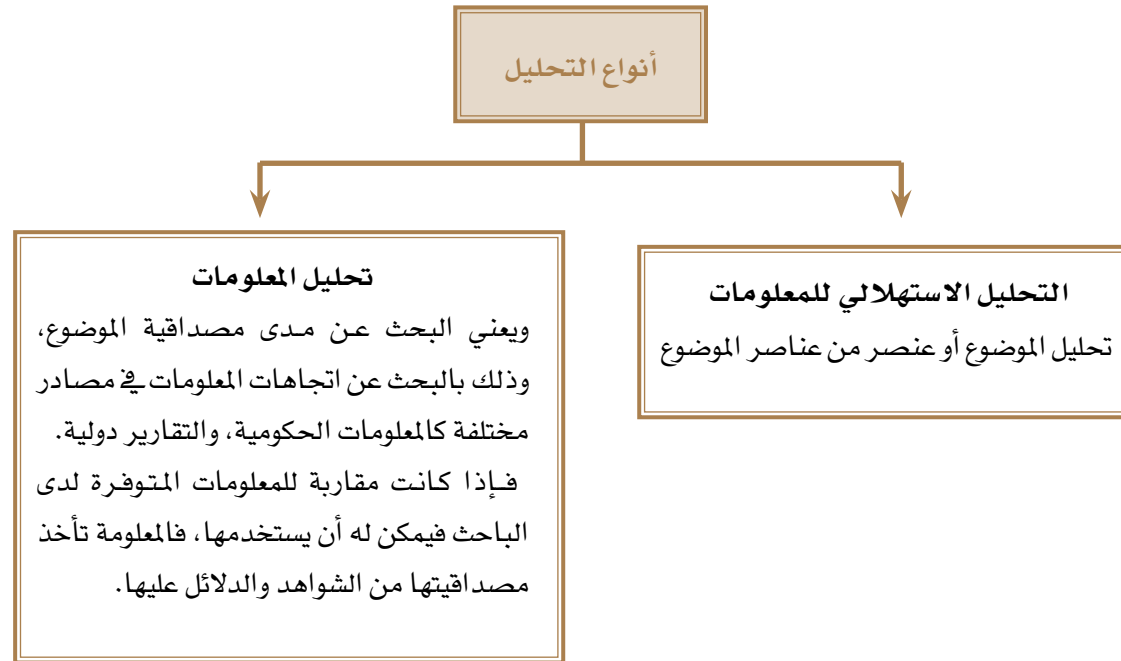 أنواع التحليل
التحليل الاستهلالي للمعلومات
تحليل الموضوع أو عنصر من عناصر الموضوع
تحليل المعلومات
ويعني البحث عن مدى مصداقية الموضوع،
وذلك بالبحث عن اتجاهات المعلومات في مصادر
مختلفة كالمعلومات الحكومية، والتقارير دولية.
فإذا كانت مقاربة للمعلومات المتوفرة لدى
الباحث فيمكن له أن يستخدمها، فالمعلومة تأخذ
مصداقيتها من الشواهد والدلائل عليها.